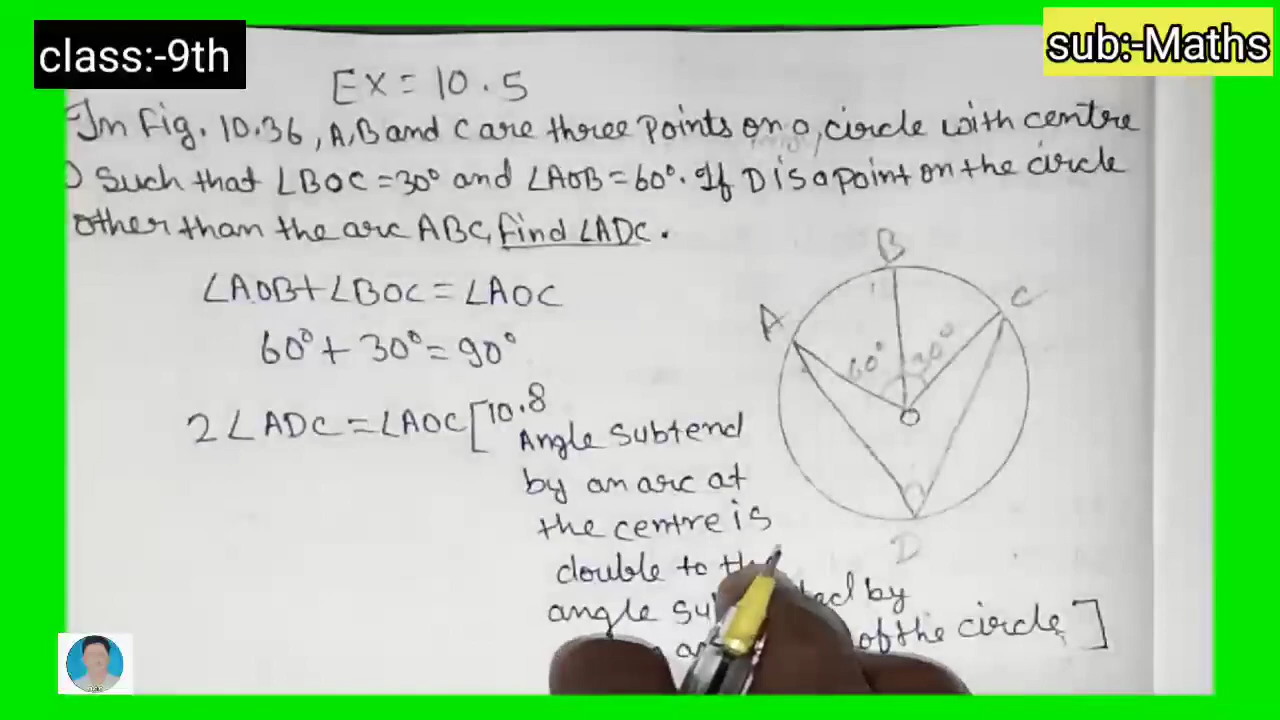 class:-9th
sub:-Maths
EX = 10.5
In fig. 10.36, A, B and C are three points on a circle with centre
O such that ∠BOC = 30° and ∠AOB = 60°. If D is a point on the circle
other than the arc ABC, find ∠ADC.
∠AOB + ∠BOC = ∠AOC
60° + 30° = 90°
2∠ADC = ∠AOC [10.8
Angle subtend
by an arc at
the centre is
double to
angle by
of the circle]
B
C
A
60° 30°
O
D